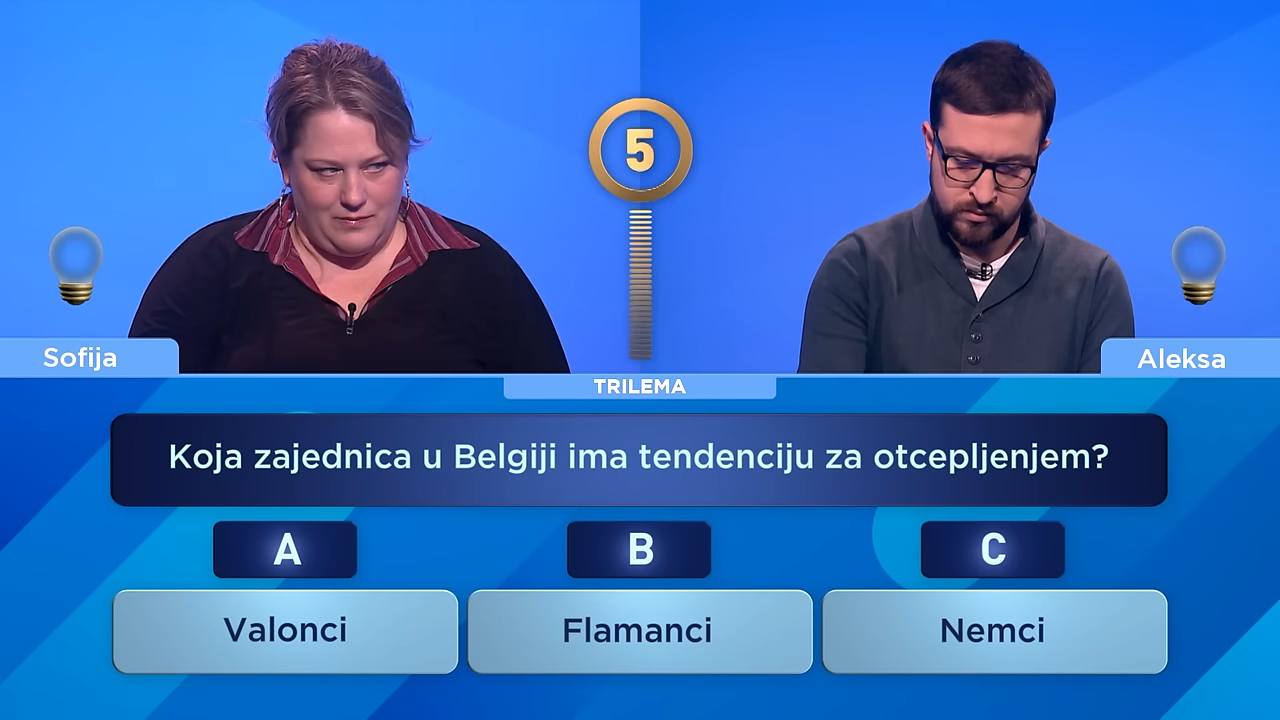 5
Sofija
Aleksa
TRILEMA
Koja zajednica u Belgiji ima tendenciju za otcepljenjem?
A
B
C
Valonci
Flamanci
Nemci